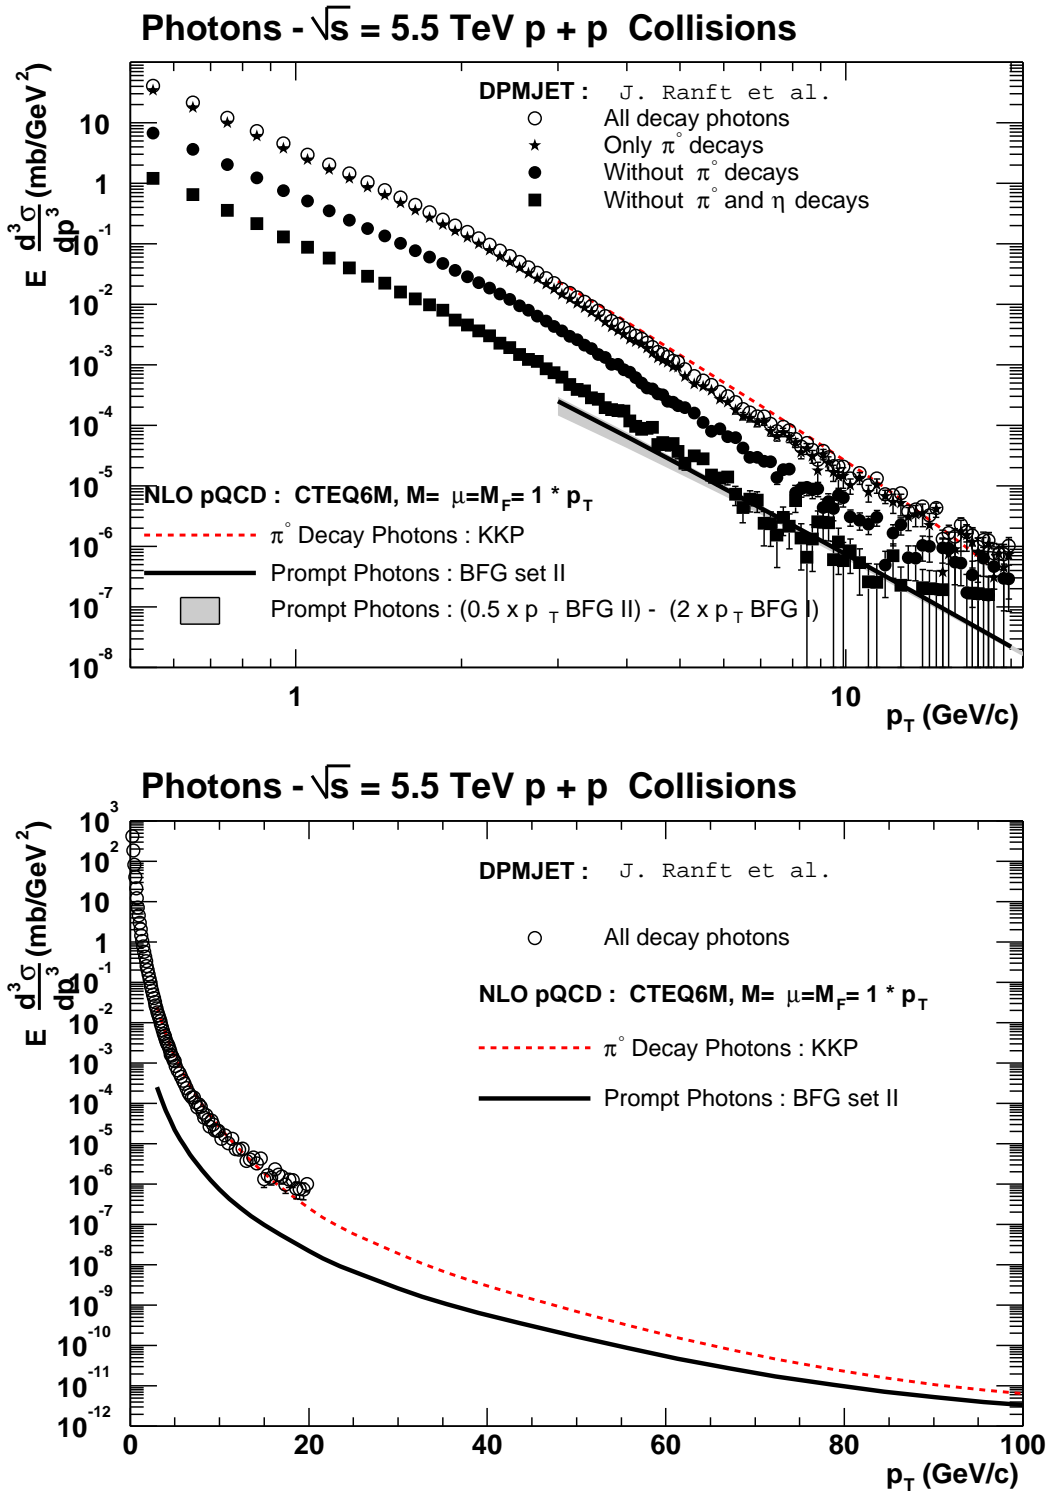 Photons - √s = 5.5 TeV p + p Collisions
E d³σ/dp³ (mb/GeV²)
DPMJET : J. Ranft et al.
All decay photons
Only π° decays
Without π° decays
Without π° and η decays
10
1
10⁻¹
10⁻²
10⁻³
10⁻⁴
10⁻⁵
10⁻⁶
10⁻⁷
10⁻⁸
NLO pQCD : CTEQ6M, M= μ=M_F= 1 * p_T
π° Decay Photons : KKP
Prompt Photons : BFG set II
Prompt Photons : (0.5 x p_T BFG II) - (2 x p_T BFG I)
1 10
p_T (GeV/c)
Photons - √s = 5.5 TeV p + p Collisions
E d³σ/dp³ (mb/GeV²)
10³
10²
10
1
10⁻¹
10⁻²
10⁻³
10⁻⁴
10⁻⁵
10⁻⁶
10⁻⁷
10⁻⁸
10⁻⁹
10⁻¹⁰
10⁻¹¹
10⁻¹²
DPMJET : J. Ranft et al.
All decay photons
NLO pQCD : CTEQ6M, M= μ=M_F= 1 * p_T
π° Decay Photons : KKP
Prompt Photons : BFG set II
0 20 40 60 80 100
p_T (GeV/c)